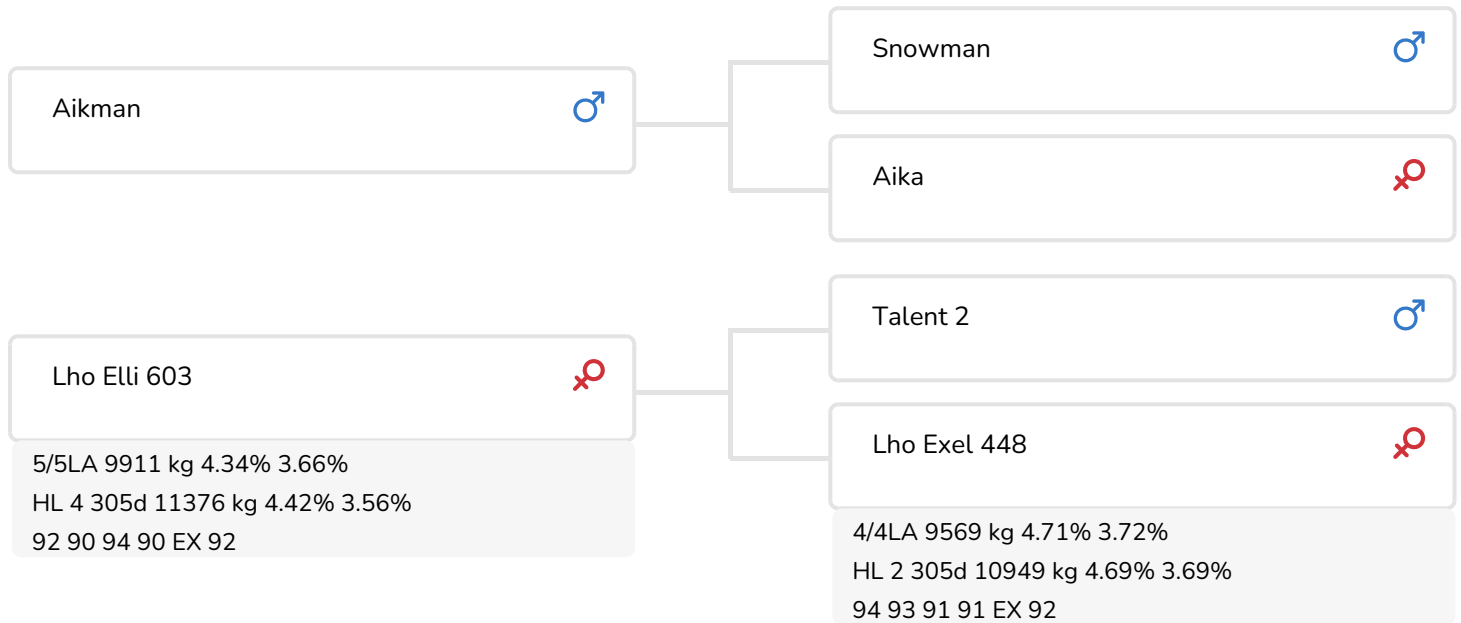 Aikman
Snowman
Aika
Lho Elli 603
5/5LA 9911 kg 4.34% 3.66%
HL 4 305d 11376 kg 4.42% 3.56%
92 90 94 90 EX 92
Talent 2
Lho Exel 448
4/4LA 9569 kg 4.71% 3.72%
HL 2 305d 10949 kg 4.69% 3.69%
94 93 91 91 EX 92